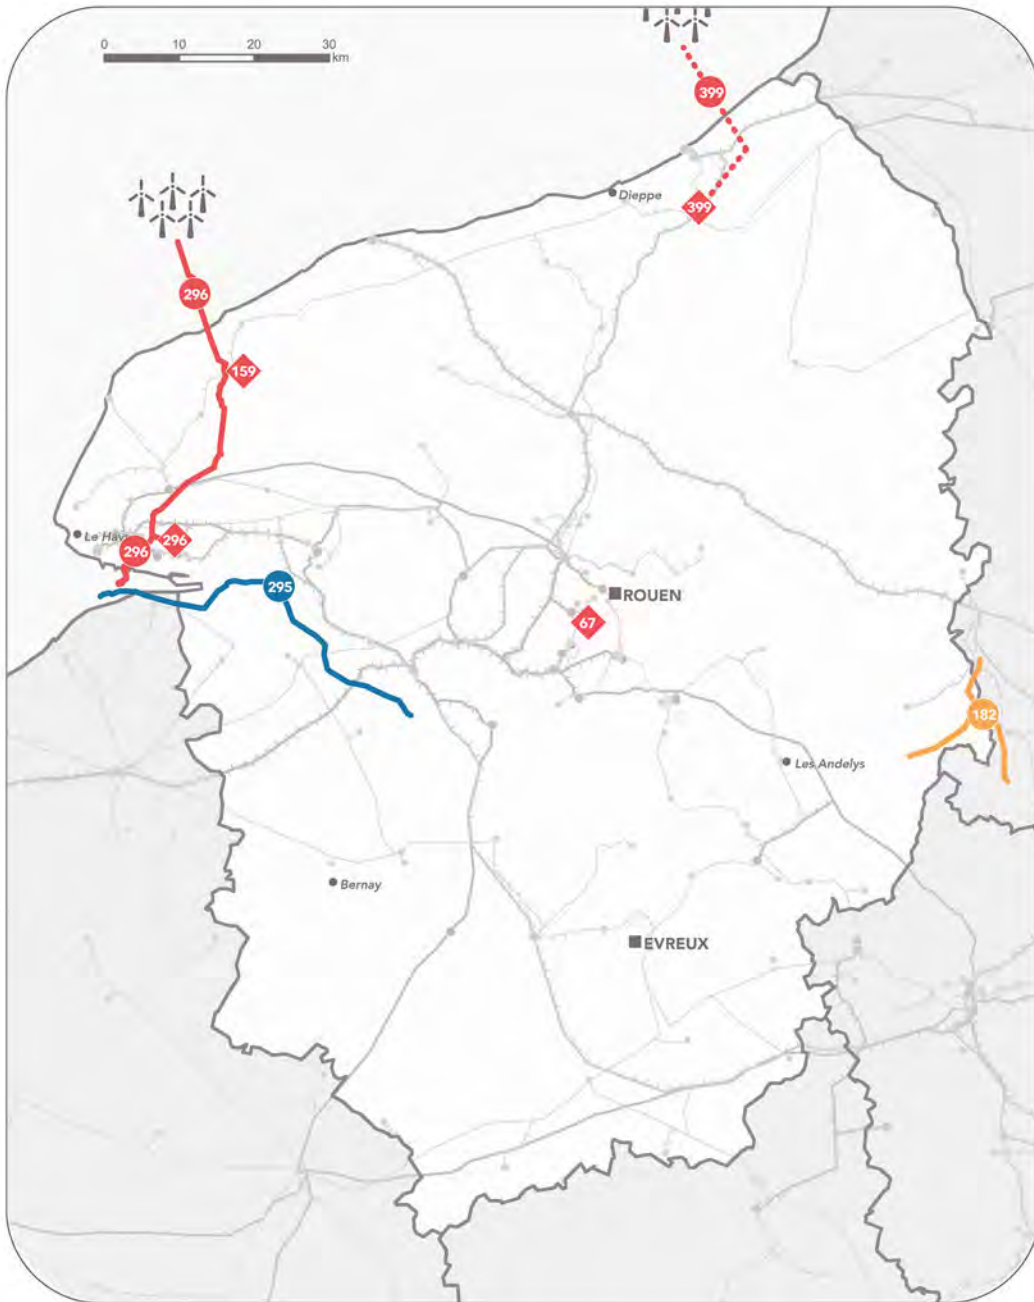 0 10 20 30
km
399
399
Dieppe
296
159
Le Hav
296
296
295
ROUEN
67
182
Les Andelys
Bernay
EVREUX